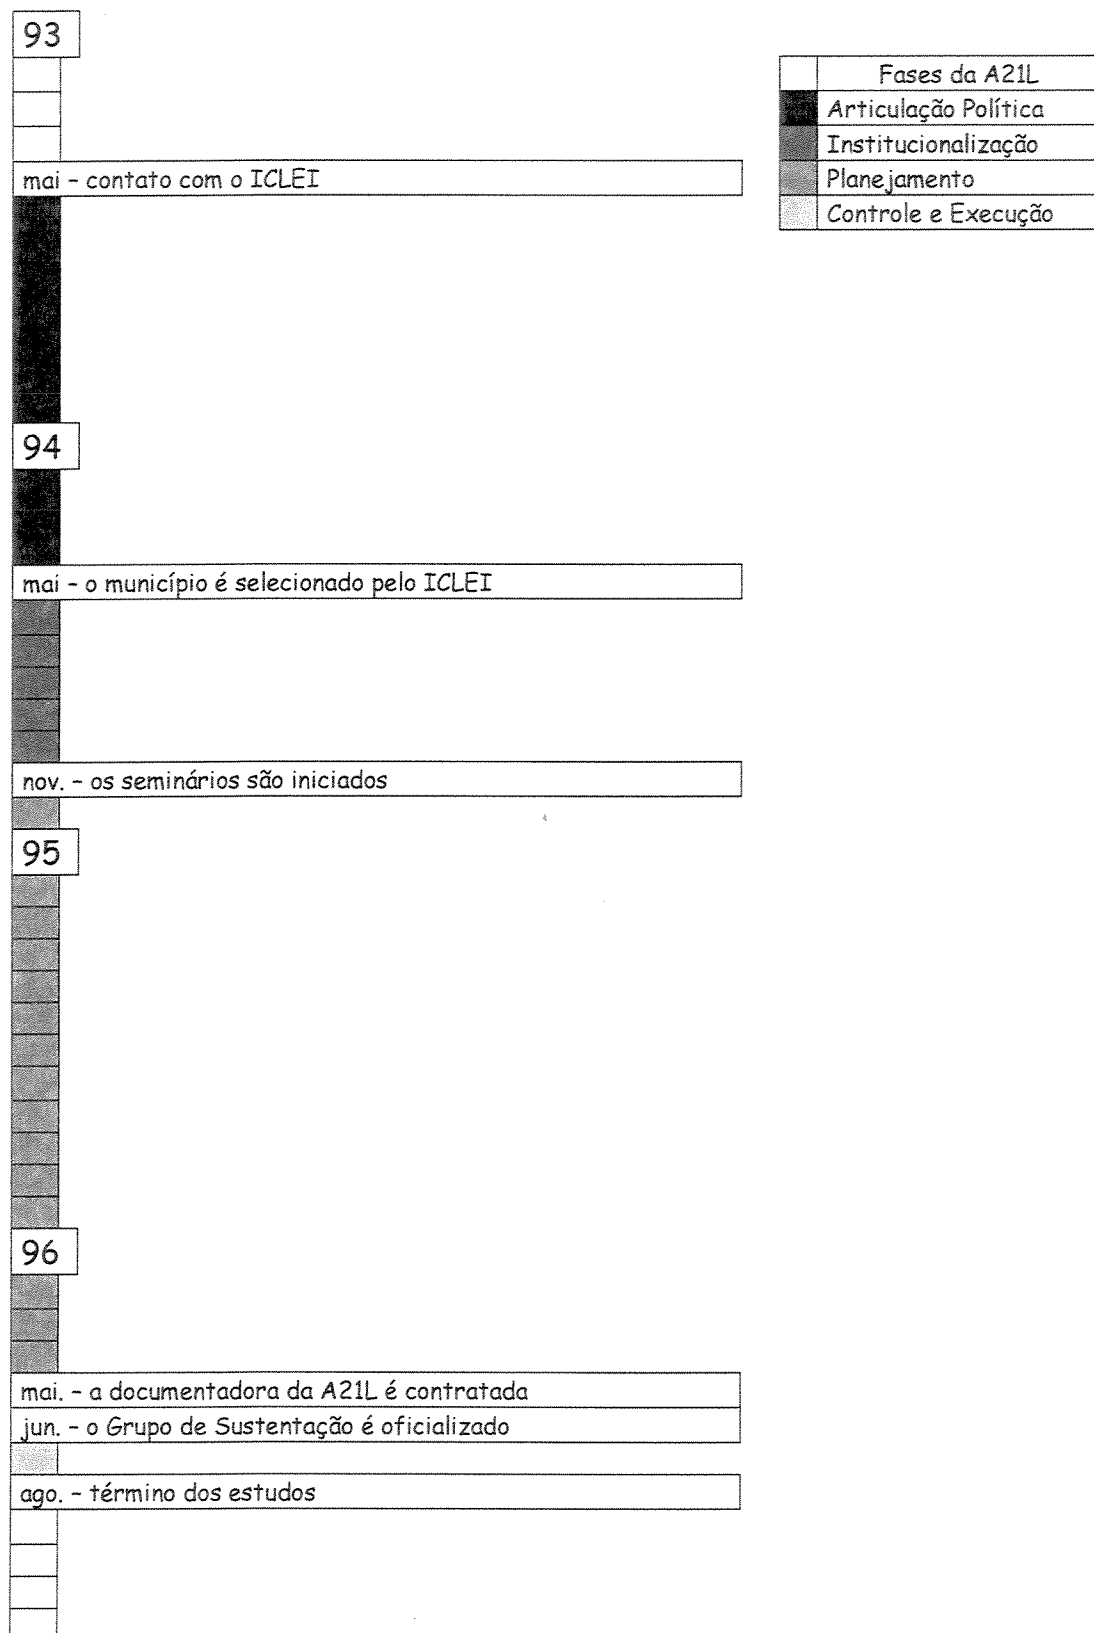 93
Fases da A21L
Articulação Política
Institucionalização
Planejamento
Controle e Execução
mai - contato com o ICLEI
94
mai - o município é selecionado pelo ICLEI
nov. - os seminários são iniciados
95
96
mai. - a documentadora da A21L é contratada
jun. - o Grupo de Sustentação é oficializado
ago. - término dos estudos